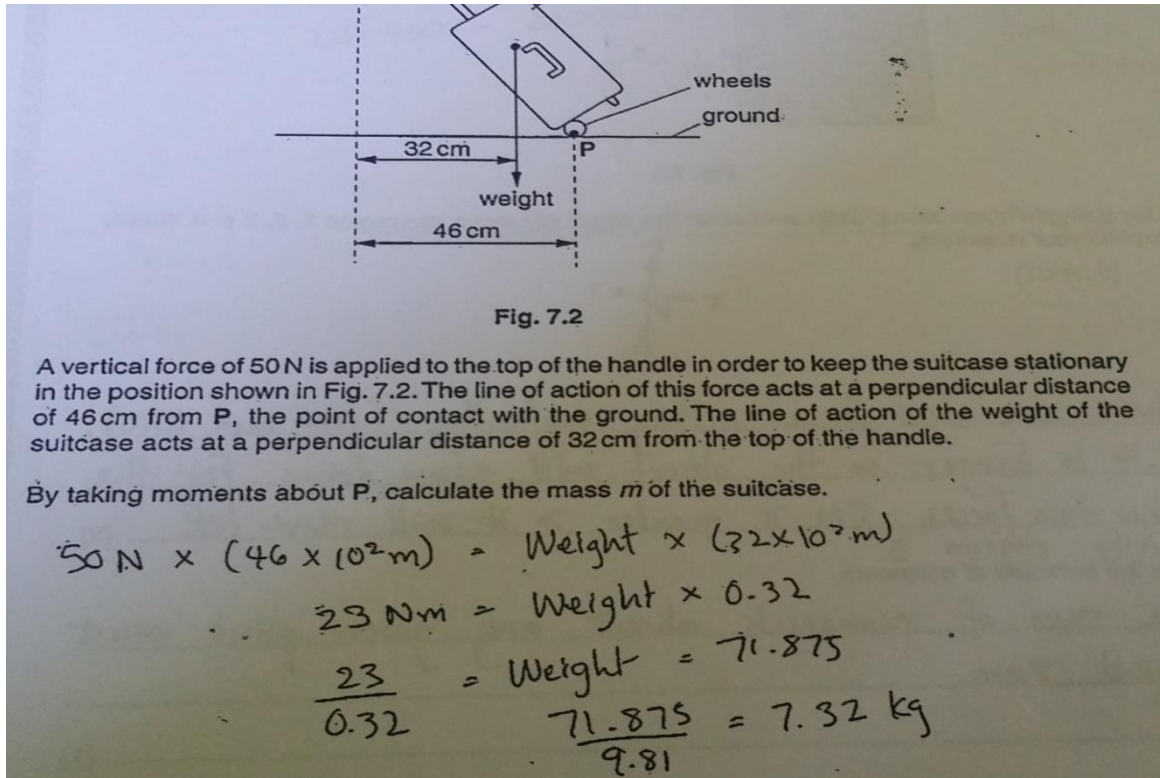 wheels
ground
32 cm
P
weight
46 cm
Fig. 7.2
A vertical force of 50 N is applied to the top of the handle in order to keep the suitcase stationary
in the position shown in Fig. 7.2. The line of action of this force acts at a perpendicular distance
of 46 cm from P, the point of contact with the ground. The line of action of the weight of the
suitcase acts at a perpendicular distance of 32 cm from the top of the handle.
By taking moments about P, calculate the mass m of the suitcase.
50 N × (46 × 10² m) = Weight × (32 × 10² m)
23 Nm = Weight × 0.32
23/0.32 = Weight = 71.875
71.875/9.81 = 7.32 kg